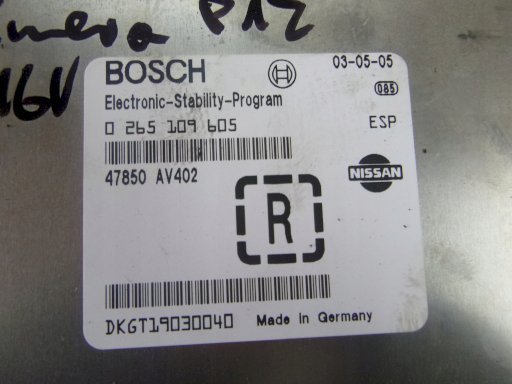 P12
16V
BOSCH
03-05-05
085
Electronic-Stability-Program
0 265 109 605
ESP
47850 AV402
NISSAN
R
DKGT19030040 Made in Germany